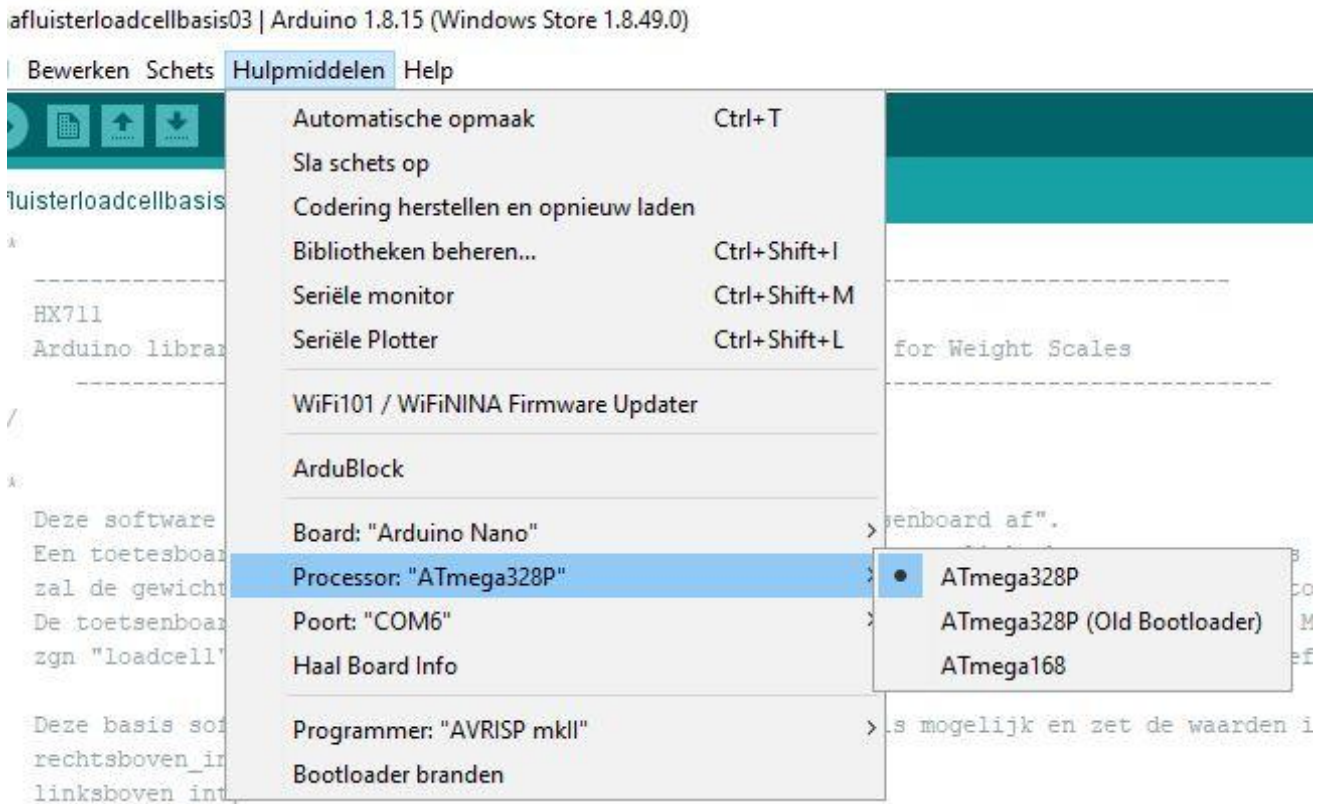 afluisterloadcellbasis03 | Arduino 1.8.15 (Windows Store 1.8.49.0)
Bewerken Schets Hulpmiddelen Help
Automatische opmaak Ctrl+T
Sla schets op
fluisterloadcellbasis
Codering herstellen en opnieuw laden
Bibliotheken beheren... Ctrl+Shift+I
Seriële monitor Ctrl+Shift+M
HX711
Seriële Plotter Ctrl+Shift+L
Arduino librar for Weight Scales
WiFi101 / WiFiNINA Firmware Updater
ArduBlock
Deze software senboard af".
Board: "Arduino Nano"
Een toetesboar
Processor: "ATmega328P"
zal de gewicht
Poort: "COM6"
De toetsenboar
Haal Board Info
zgn "loadcell"
ATmega328P
ATmega328P (Old Bootloader)
ATmega168
Deze basis sof s mogelijk en zet de waarden i
Programmer: "AVRISP mkII"
rechtsboven_in
Bootloader branden
linksboven int